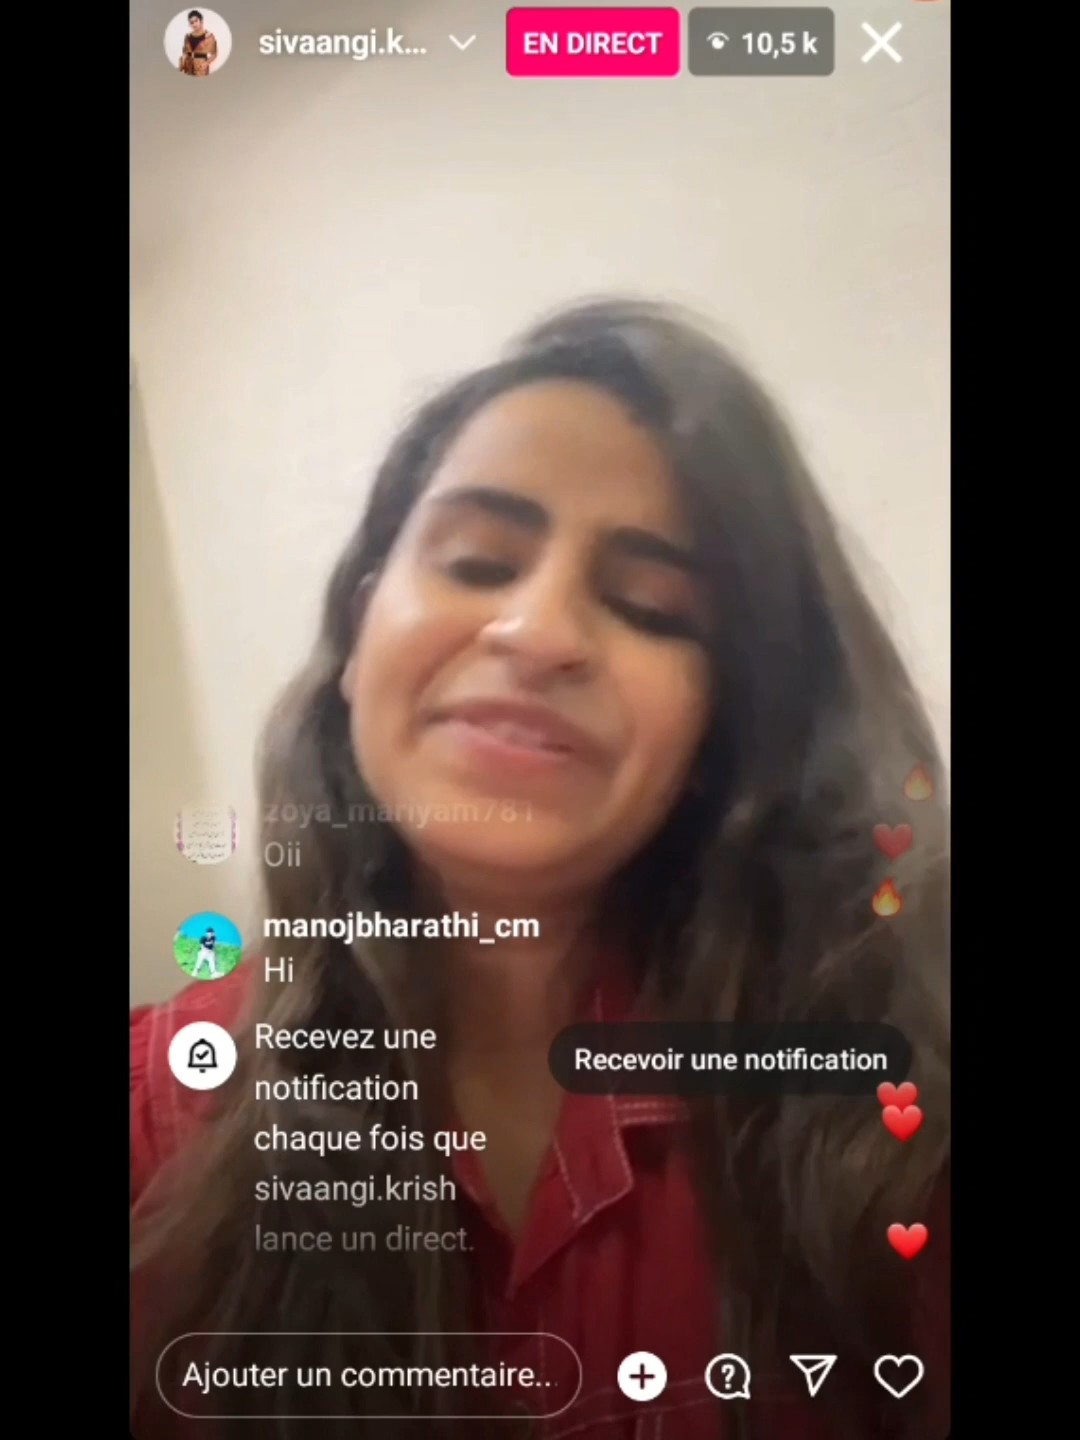 sivaangi.k...
EN DIRECT
10,5 k
zoya_mariyam781
Oii
manojbharathi_cm
Hi
Recevez une
notification
chaque fois que
sivaangi.krish
lance un direct.
Recevoir une notification
Ajouter un commentaire...